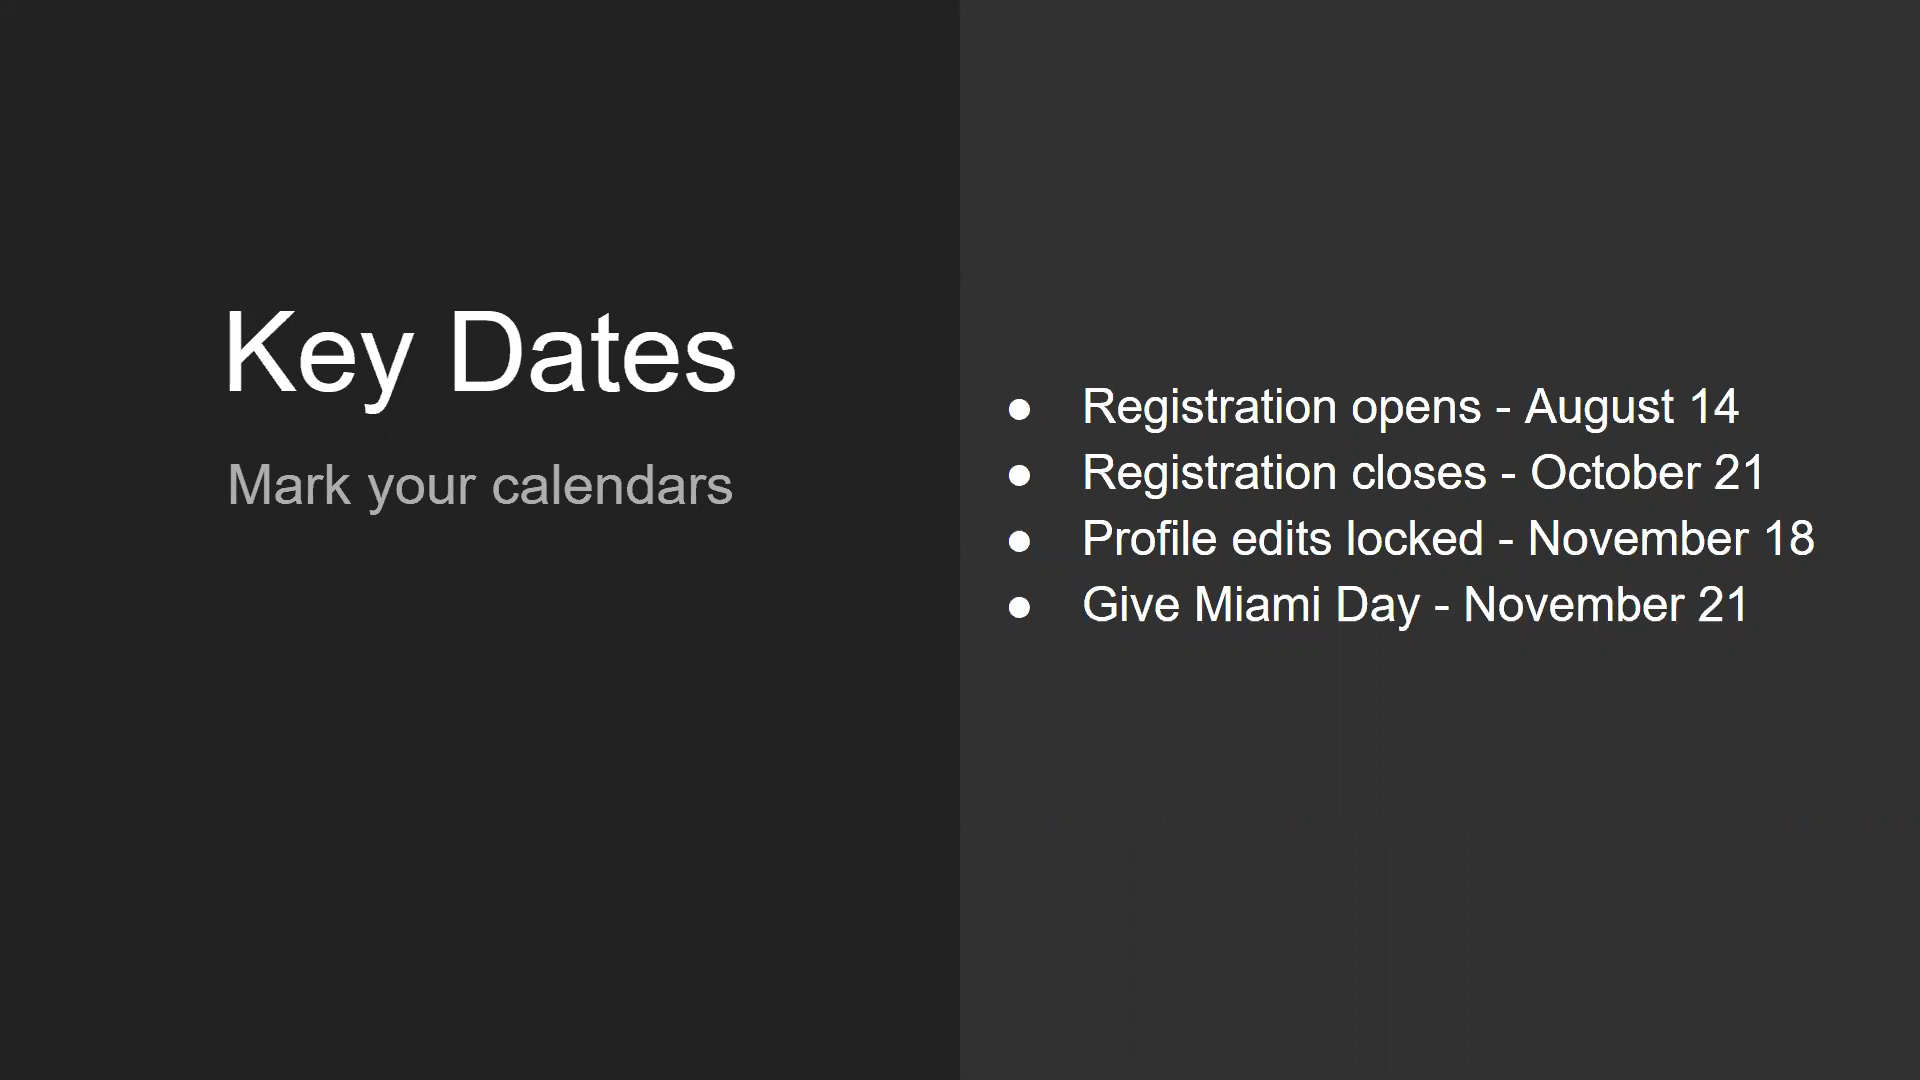 Key Dates
Mark your calendars
● Registration opens - August 14
● Registration closes - October 21
● Profile edits locked - November 18
● Give Miami Day - November 21